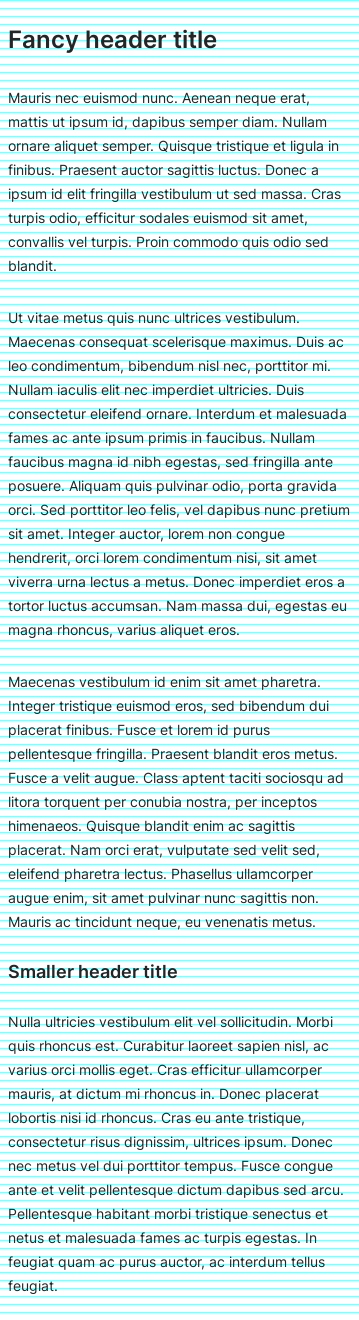 Fancy header title
Mauris nec euismod nunc. Aenean neque erat,
mattis ut ipsum id, dapibus semper diam. Nullam
ornare aliquet semper. Quisque tristique et ligula in
finibus. Praesent auctor sagittis luctus. Donec a
ipsum id elit fringilla vestibulum ut sed massa. Cras
turpis odio, efficitur sodales euismod sit amet,
convallis vel turpis. Proin commodo quis odio sed
blandit.
Ut vitae metus quis nunc ultrices vestibulum.
Maecenas consequat scelerisque maximus. Duis ac
leo condimentum, bibendum nisl nec, porttitor mi.
Nullam iaculis elit nec imperdiet ultricies. Duis
consectetur eleifend ornare. Interdum et malesuada
fames ac ante ipsum primis in faucibus. Nullam
faucibus magna id nibh egestas, sed fringilla ante
posuere. Aliquam quis pulvinar odio, porta gravida
orci. Sed porttitor leo felis, vel dapibus nunc pretium
sit amet. Integer auctor, lorem non congue
hendrerit, orci lorem condimentum nisi, sit amet
viverra urna lectus a metus. Donec imperdiet eros a
tortor luctus accumsan. Nam massa dui, egestas eu
magna rhoncus, varius aliquet eros.
Maecenas vestibulum id enim sit amet pharetra.
Integer tristique euismod eros, sed bibendum dui
placerat finibus. Fusce et lorem id purus
pellentesque fringilla. Praesent blandit eros metus.
Fusce a velit augue. Class aptent taciti sociosqu ad
litora torquent per conubia nostra, per inceptos
himenaeos. Quisque blandit enim ac sagittis
placerat. Nam orci erat, vulputate sed velit sed,
eleifend pharetra lectus. Phasellus ullamcorper
augue enim, sit amet pulvinar nunc sagittis non.
Mauris ac tincidunt neque, eu venenatis metus.
Smaller header title
Nulla ultricies vestibulum elit vel sollicitudin. Morbi
quis rhoncus est. Curabitur laoreet sapien nisl, ac
varius orci mollis eget. Cras efficitur ullamcorper
mauris, at dictum mi rhoncus in. Donec placerat
lobortis nisi id rhoncus. Cras eu ante tristique,
consectetur risus dignissim, ultrices ipsum. Donec
nec metus vel dui porttitor tempus. Fusce congue
ante et velit pellentesque dictum dapibus sed arcu.
Pellentesque habitant morbi tristique senectus et
netus et malesuada fames ac turpis egestas. In
feugiat quam ac purus auctor, ac interdum tellus
feugiat.